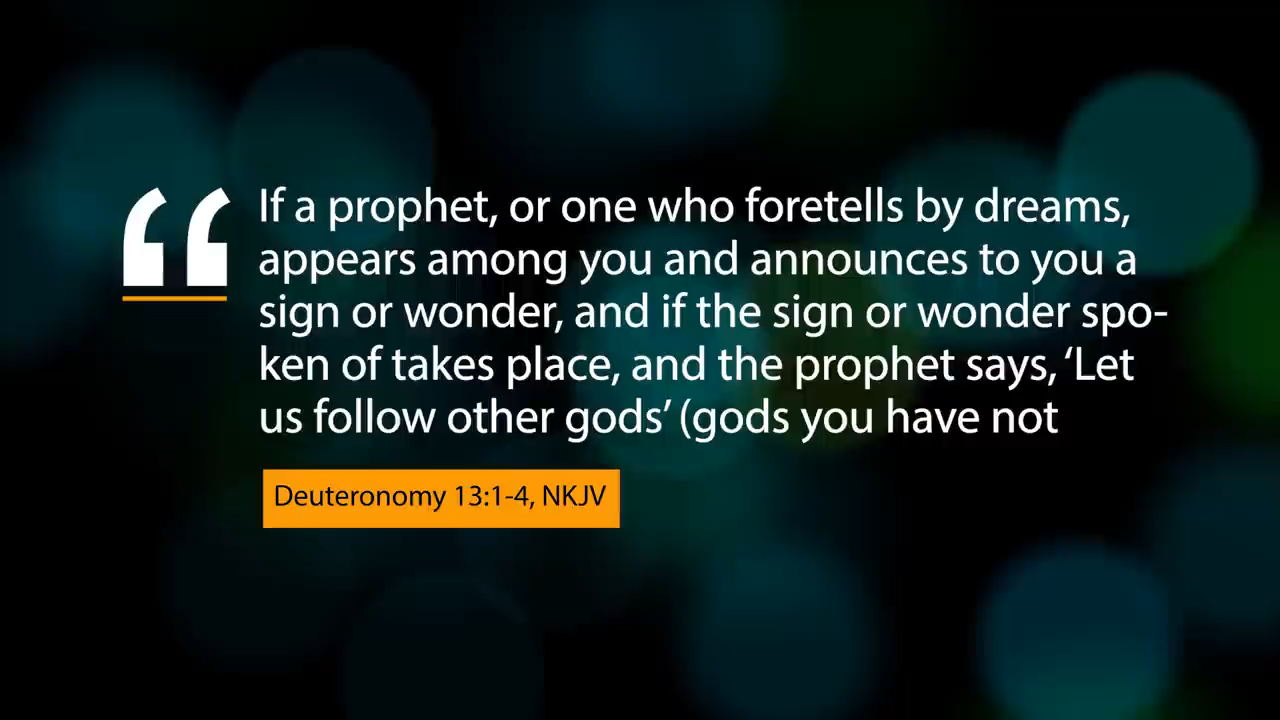 “
If a prophet, or one who foretells by dreams,
appears among you and announces to you a
sign or wonder, and if the sign or wonder spo-
ken of takes place, and the prophet says, ‘Let
us follow other gods’ (gods you have not
Deuteronomy 13:1-4, NKJV